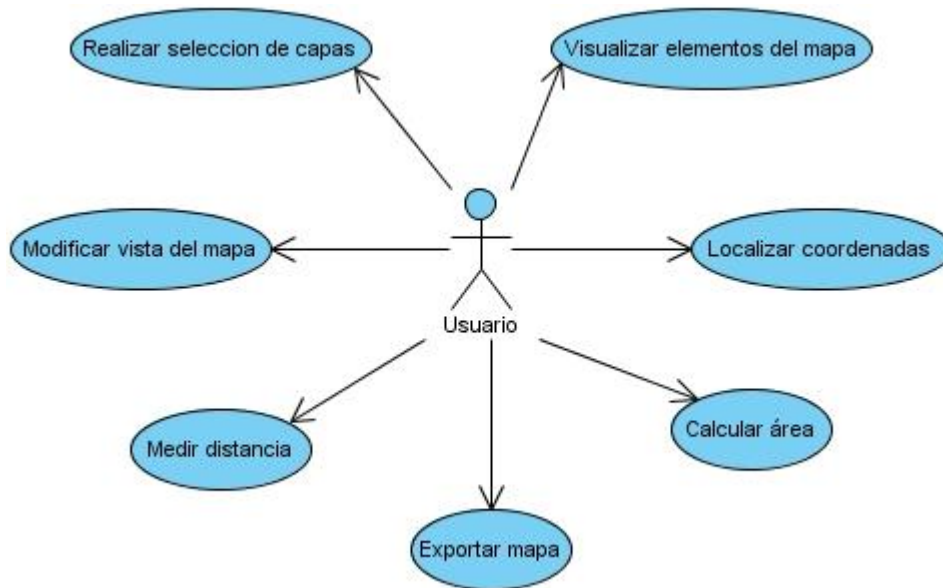 Realizar seleccion de capas
Visualizar elementos del mapa
Modificar vista del mapa
Localizar coordenadas
Usuario
Medir distancia
Calcular área
Exportar mapa